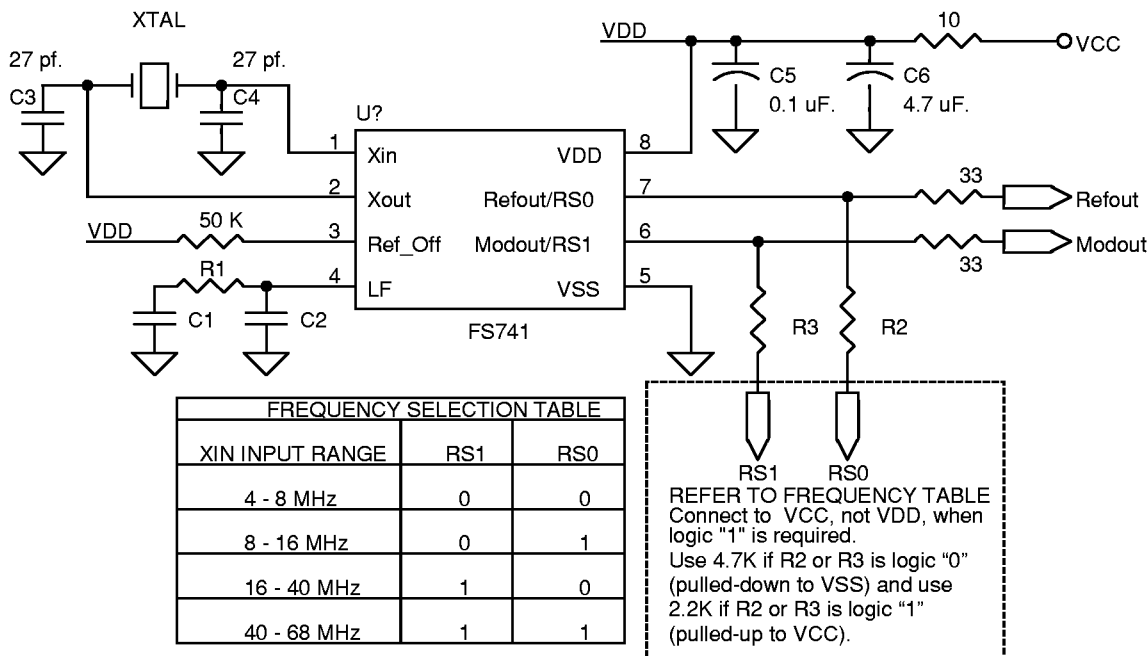 XTAL
27 pf.
27 pf.
C3
C4
VDD
10
VCC
C5
0.1 uF.
C6
4.7 uF.
U?
1
Xin
VDD
8
2
Xout
Refout/RS0
7
33
Refout
VDD
50 K
3
Ref_Off
Modout/RS1
6
33
Modout
R1
4
LF
VSS
5
C1
C2
FS741
R3
R2
FREQUENCY SELECTION TABLE
XIN INPUT RANGE RS1 RS0
4 - 8 MHz 0 0
8 - 16 MHz 0 1
16 - 40 MHz 1 0
40 - 68 MHz 1 1
RS1 RS0
REFER TO FREQUENCY TABLE
Connect to VCC, not VDD, when
logic "1" is required.
Use 4.7K if R2 or R3 is logic “0”
(pulled-down to VSS) and use
2.2K if R2 or R3 is logic “1”
(pulled-up to VCC).